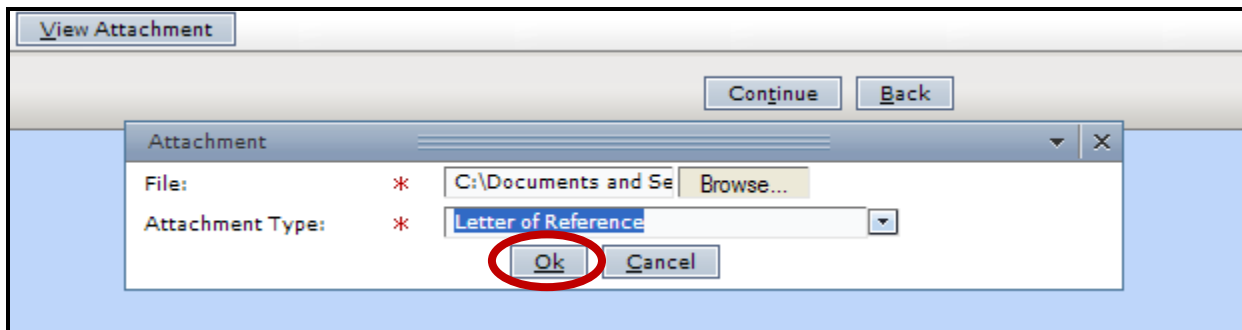 View Attachment
Continue Back
Attachment
File: * C:\Documents and Se Browse...
Attachment Type: * Letter of Reference
Ok Cancel